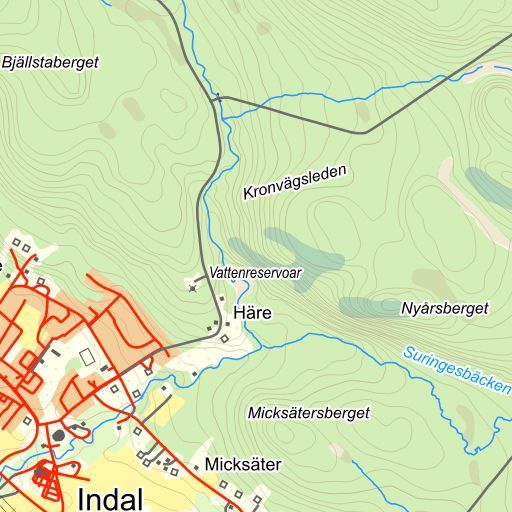 Bjällstaberget
Kronvägsleden
Vattenreservoar
Häre
Nyårsberget
Suringesbäcken
Micksätersberget
Micksäter
Indal